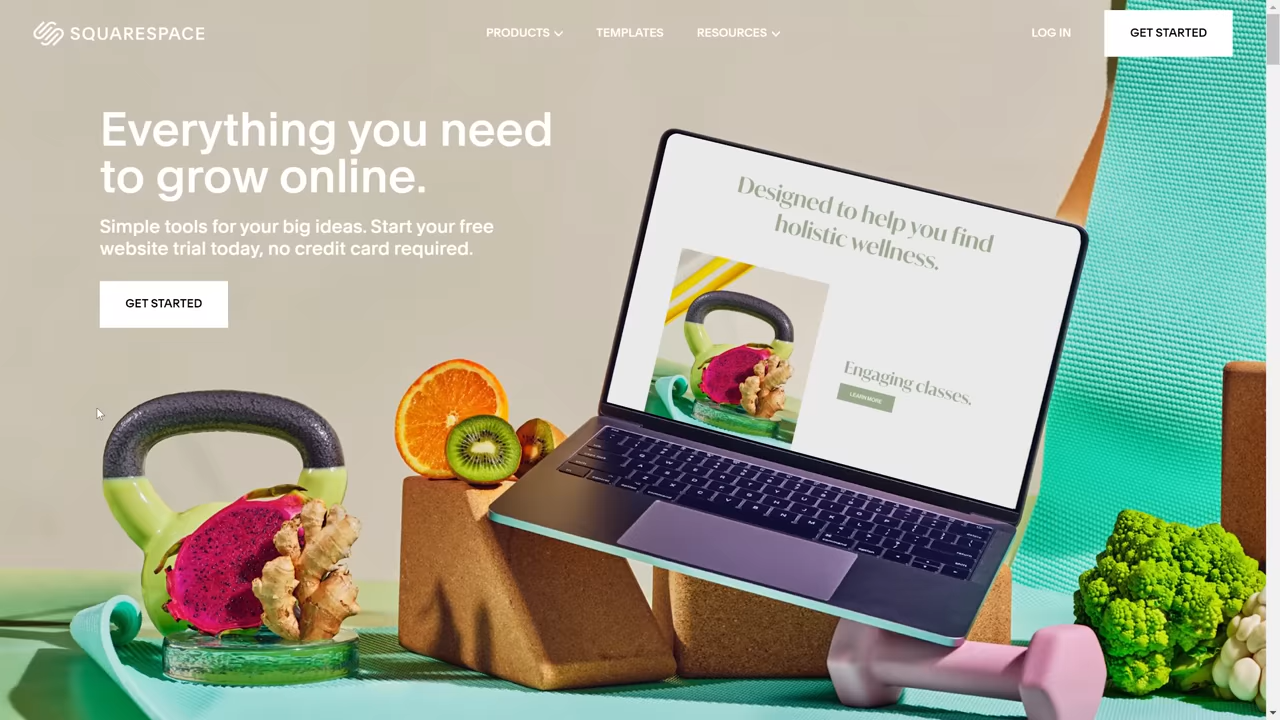 SQUARESPACE
PRODUCTS
TEMPLATES
RESOURCES
LOG IN
GET STARTED
Everything you need
to grow online.
Simple tools for your big ideas. Start your free
website trial today, no credit card required.
GET STARTED
Designed to help you find
holistic wellness.
Engaging classes.
LEARN MORE